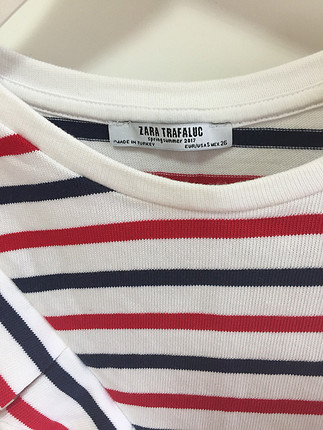 ZARA TRAFALUC
spring summer 2017
MADE IN TURKEY EUR/USA S MEX 26